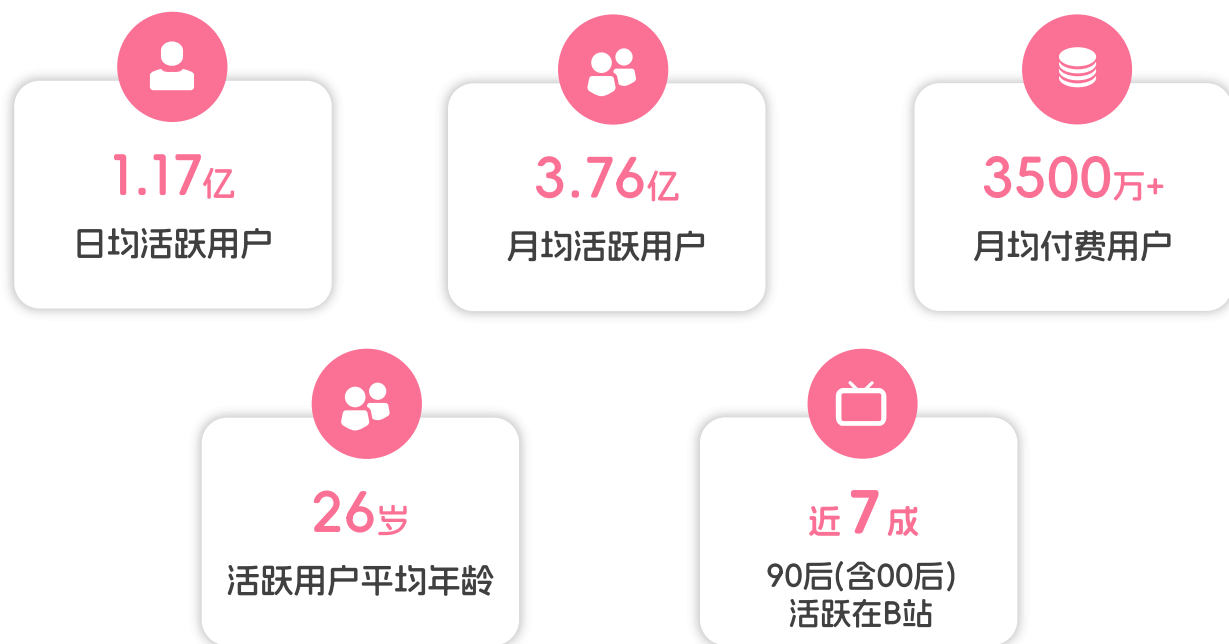 1.17亿
日均活跃用户
3.76亿
月均活跃用户
3500万+
月均付费用户
26岁
活跃用户平均年龄
近7成
90后(含00后)
活跃在B站